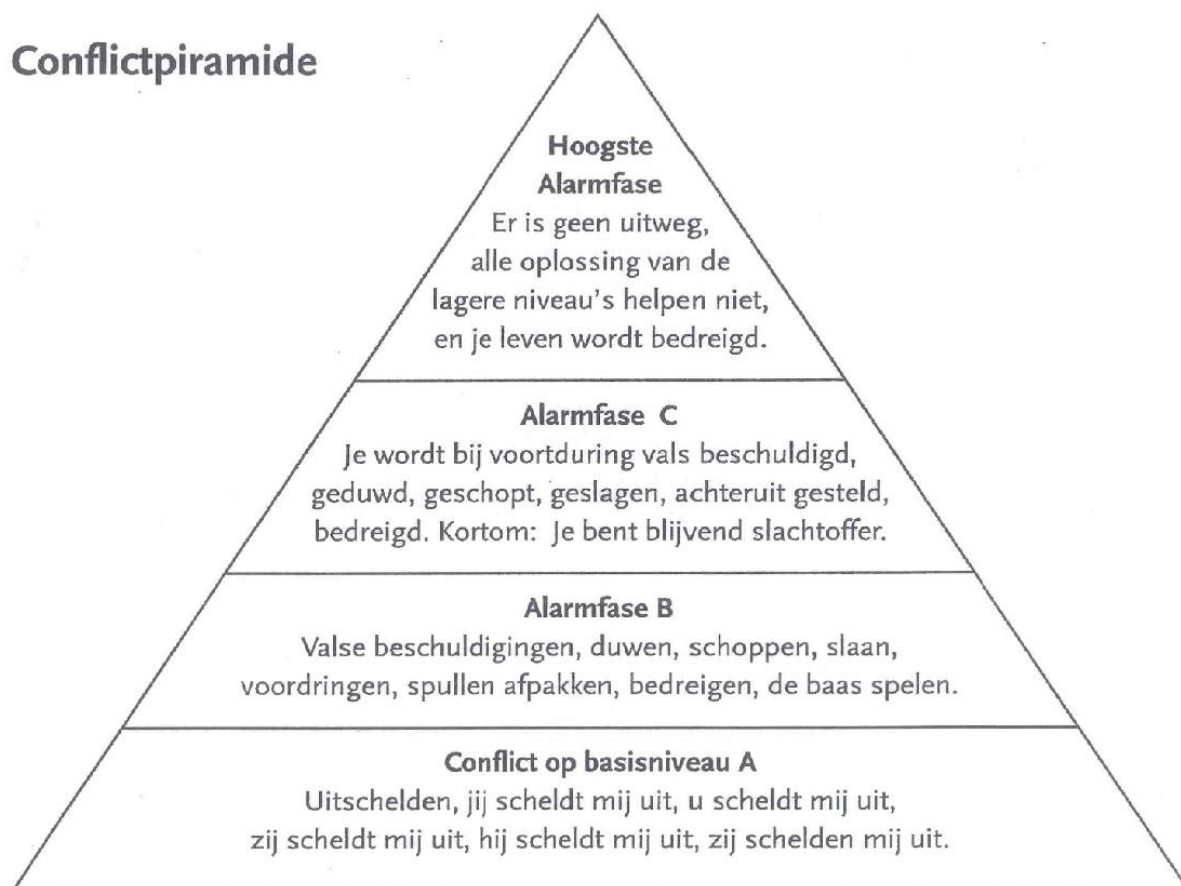 Conflictpiramide
Hoogste
Alarmfase
Er is geen uitweg,
alle oplossing van de
lagere niveau's helpen niet,
en je leven wordt bedreigd.
Alarmfase C
Je wordt bij voortduring vals beschuldigd,
geduwd, geschopt, geslagen, achteruit gesteld,
bedreigd. Kortom: Je bent blijvend slachtoffer.
Alarmfase B
Valse beschuldigingen, duwen, schoppen, slaan,
voordringen, spullen afpakken, bedreigen, de baas spelen.
Conflict op basisniveau A
Uitschelden, jij scheldt mij uit, u scheldt mij uit,
zij scheldt mij uit, hij scheldt mij uit, zij schelden mij uit.